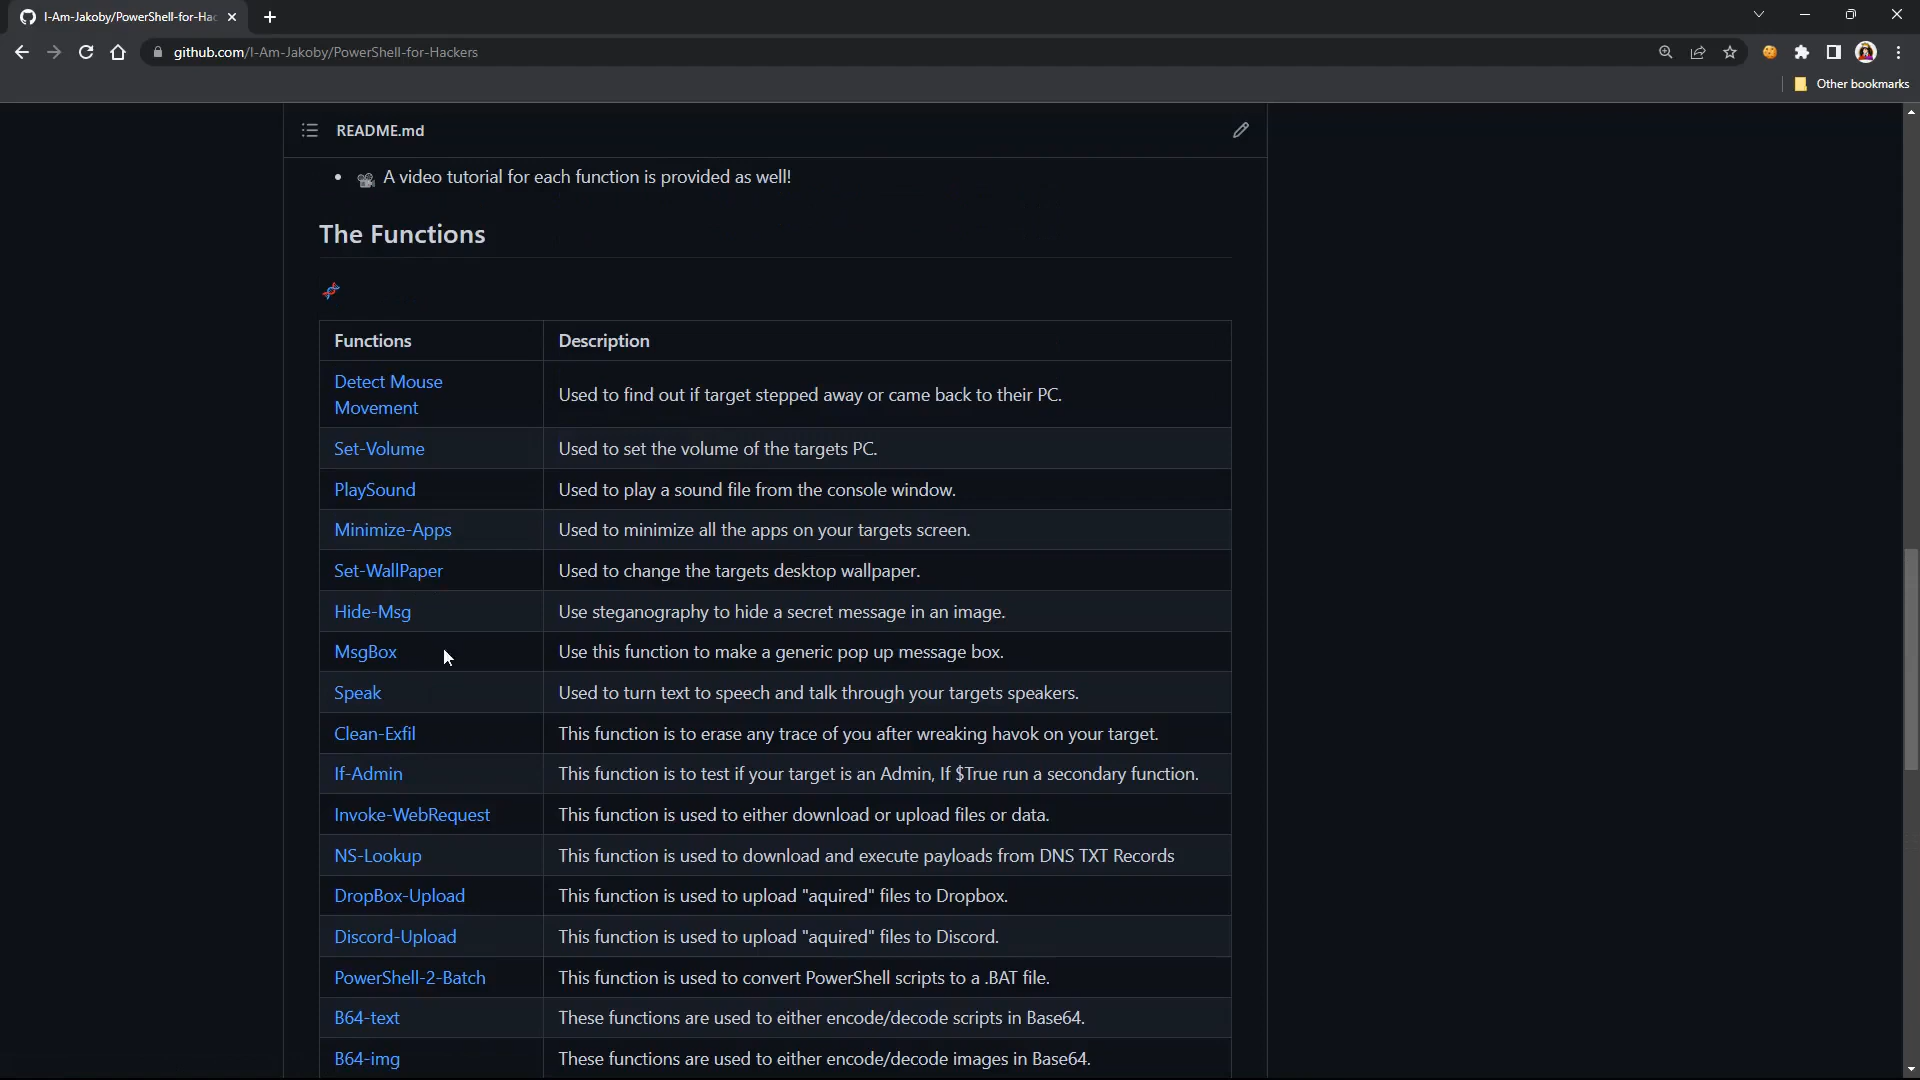 I-Am-Jakoby/PowerShell-for-Hac
github.com/I-Am-Jakoby/PowerShell-for-Hackers
Other bookmarks
README.md
A video tutorial for each function is provided as well!
The Functions
Functions Description
Detect Mouse
Movement
Used to find out if target stepped away or came back to their PC.
Set-Volume Used to set the volume of the targets PC.
PlaySound Used to play a sound file from the console window.
Minimize-Apps Used to minimize all the apps on your targets screen.
Set-WallPaper Used to change the targets desktop wallpaper.
Hide-Msg Use steganography to hide a secret message in an image.
MsgBox Use this function to make a generic pop up message box.
Speak Used to turn text to speech and talk through your targets speakers.
Clean-Exfil This function is to erase any trace of you after wreaking havok on your target.
If-Admin This function is to test if your target is an Admin, If $True run a secondary function.
Invoke-WebRequest This function is used to either download or upload files or data.
NS-Lookup This function is used to download and execute payloads from DNS TXT Records
DropBox-Upload This function is used to upload "aquired" files to Dropbox.
Discord-Upload This function is used to upload "aquired" files to Discord.
PowerShell-2-Batch This function is used to convert PowerShell scripts to a .BAT file.
B64-text These functions are used to either encode/decode scripts in Base64.
B64-img These functions are used to either encode/decode images in Base64.